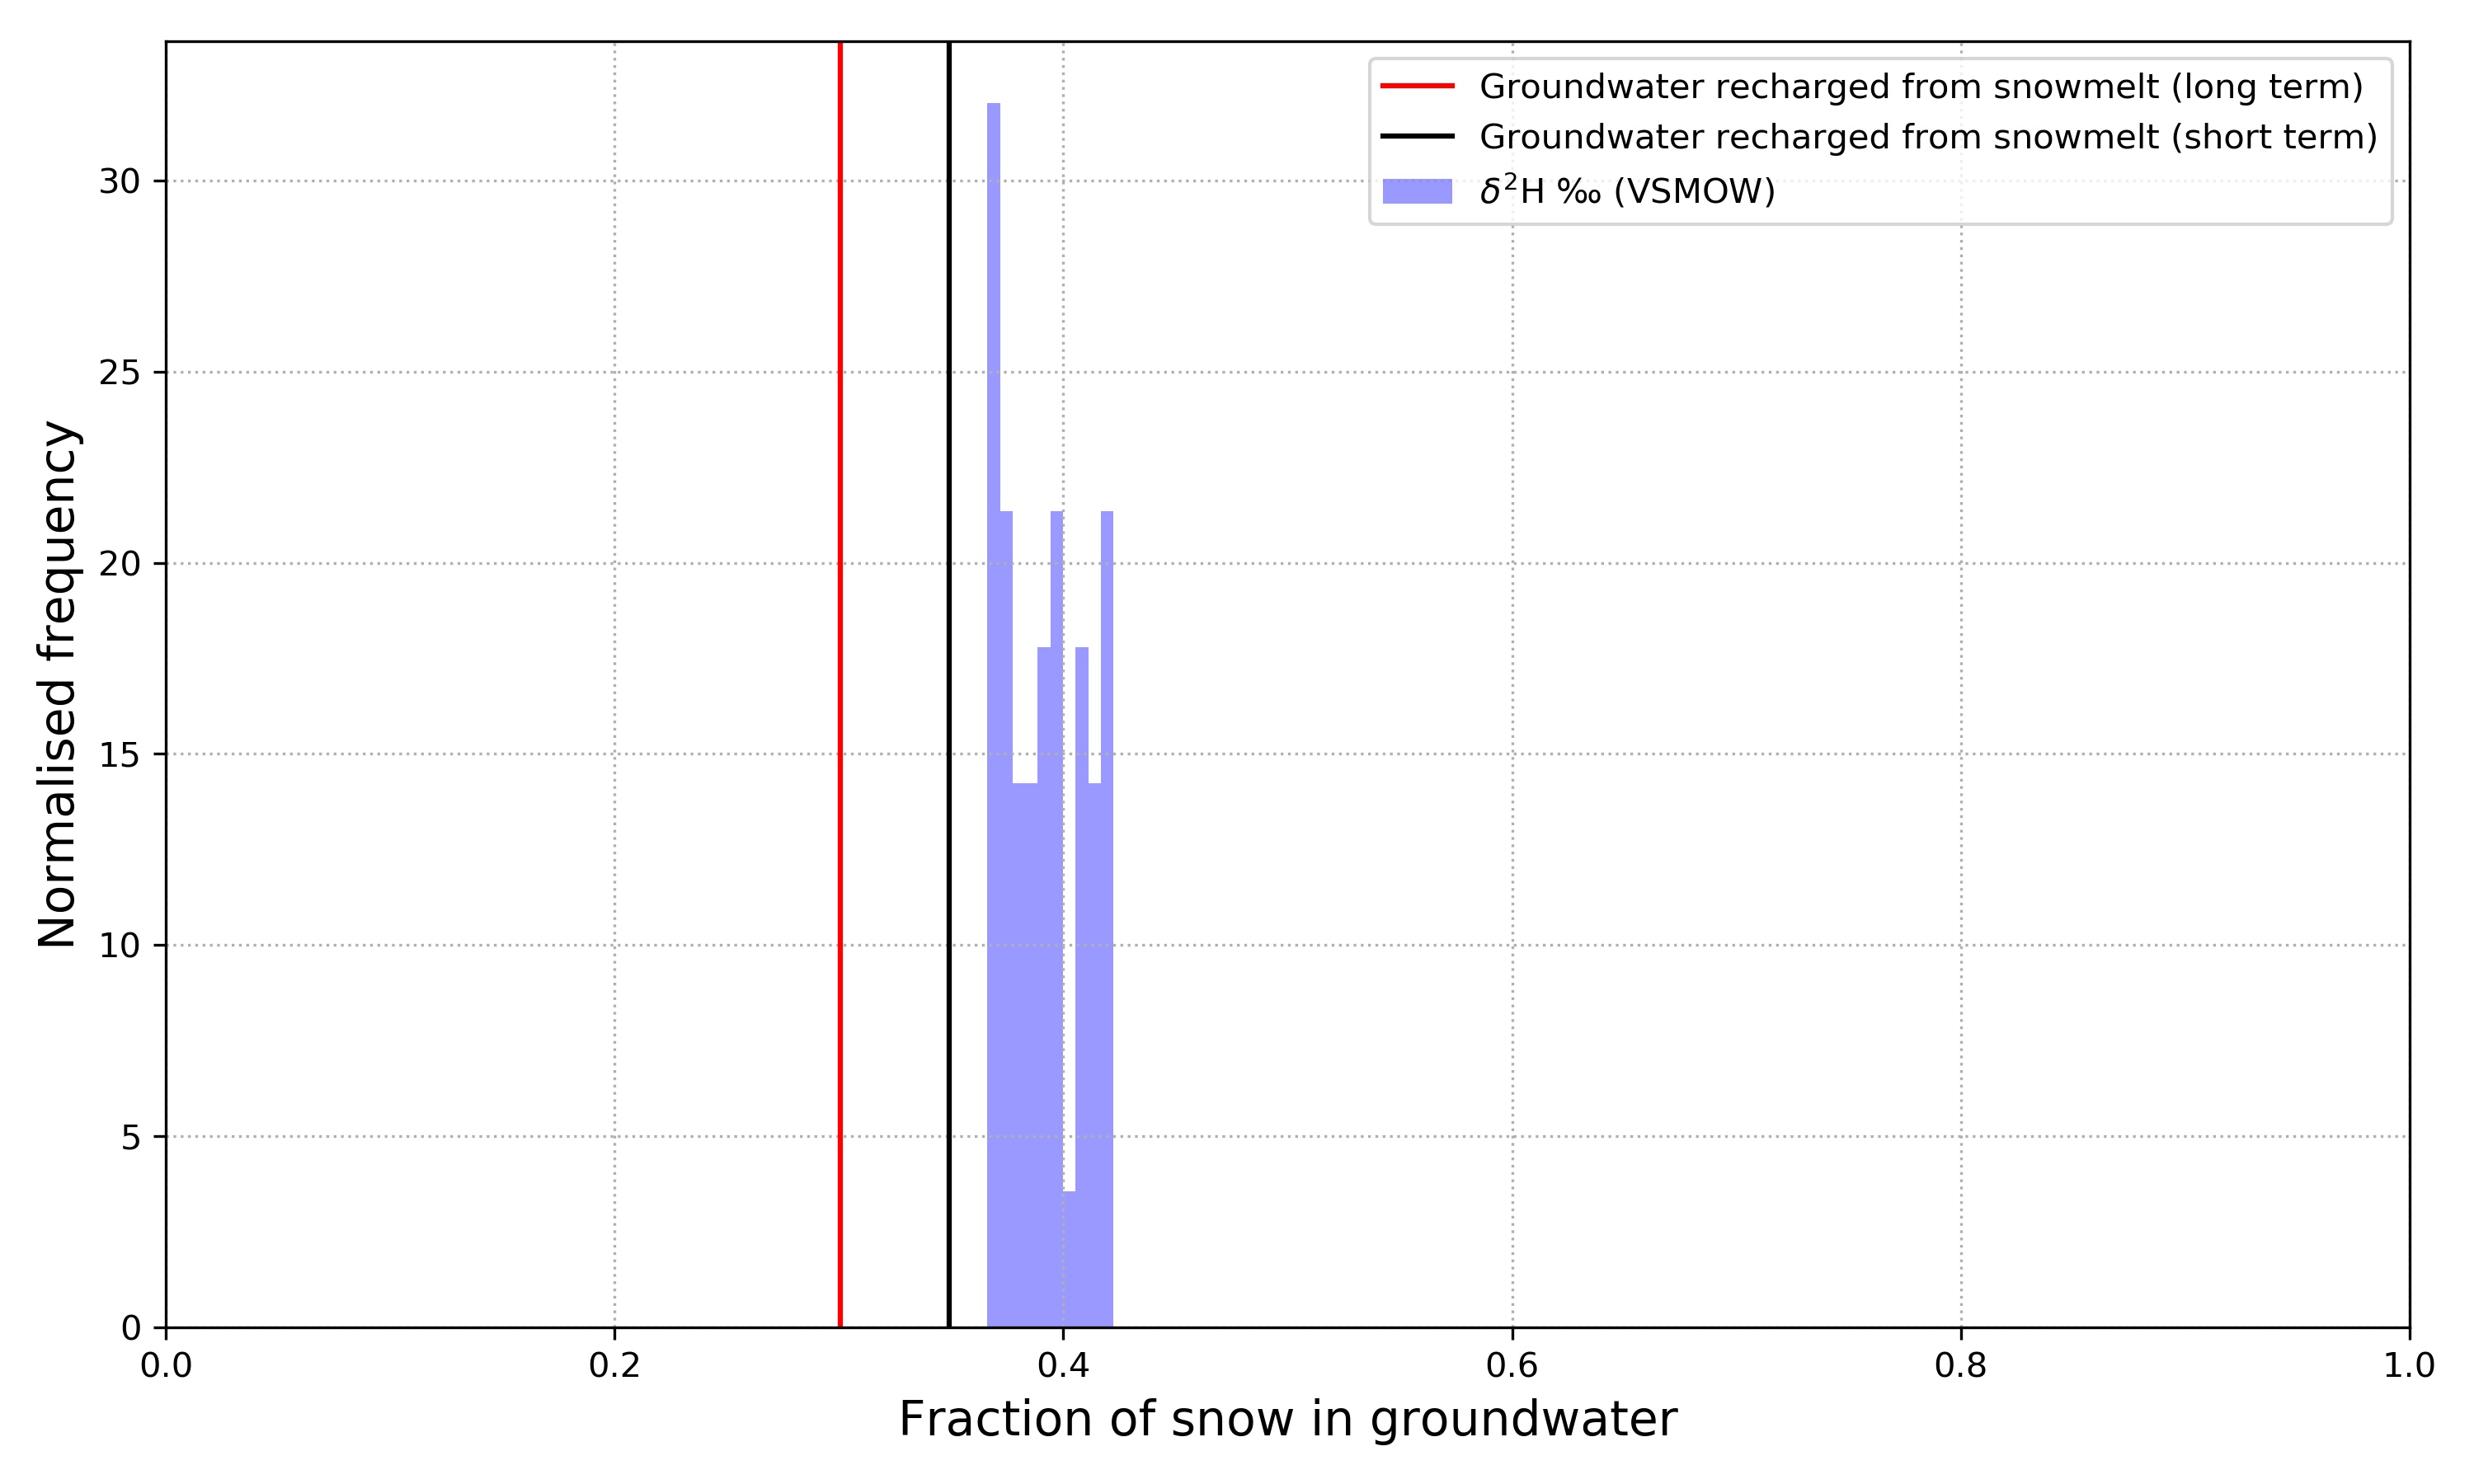 Groundwater recharged from snowmelt (long term)
Groundwater recharged from snowmelt (short term)
δ²H ‰ (VSMOW)
Normalised frequency
30
25
20
15
10
5
0
0.0 0.2 0.4 0.6 0.8 1.0
Fraction of snow in groundwater